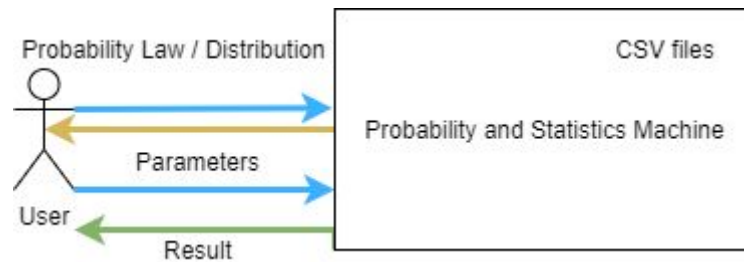 Probability Law / Distribution
CSV files
Probability and Statistics Machine
Parameters
User
Result